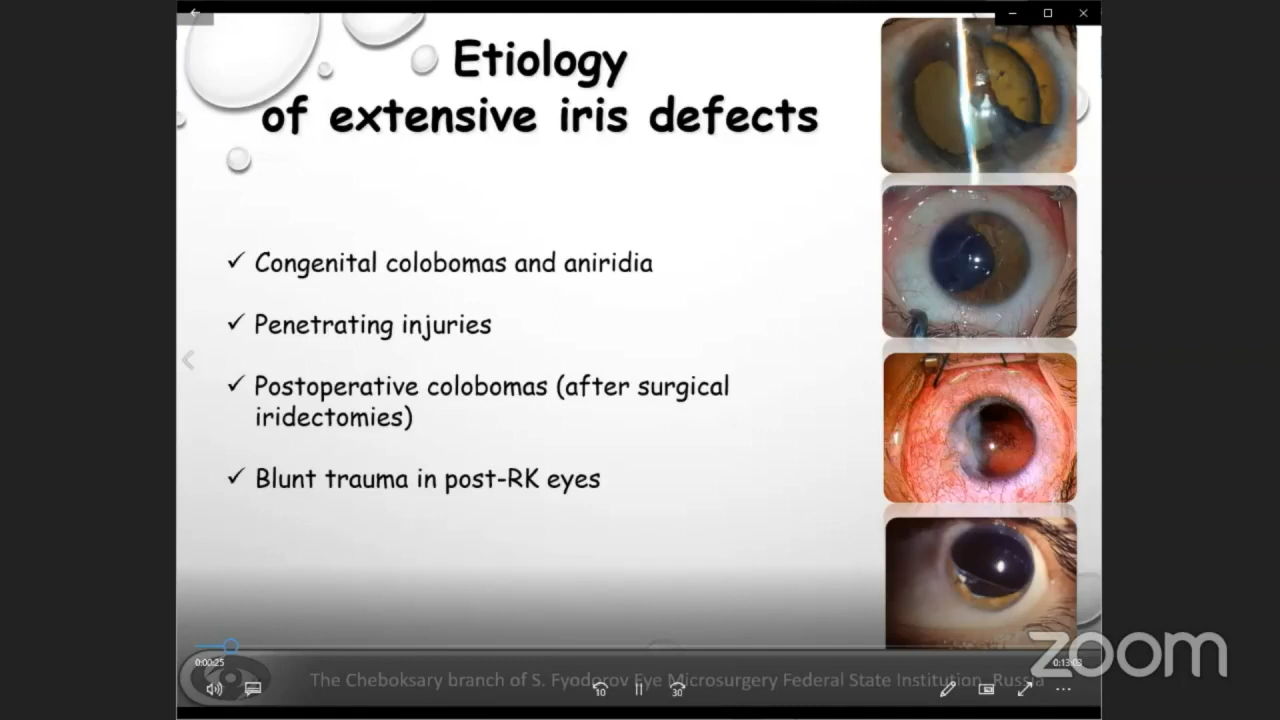 Etiology
of extensive iris defects
✓ Congenital colobomas and aniridia
✓ Penetrating injuries
✓ Postoperative colobomas (after surgical
iridectomies)
✓ Blunt trauma in post-RK eyes
0:00:25
0:13:03
The Cheboksary branch of S. Fyodorov Eye Microsurgery Federal State Institution, Russia
10
30
zoom